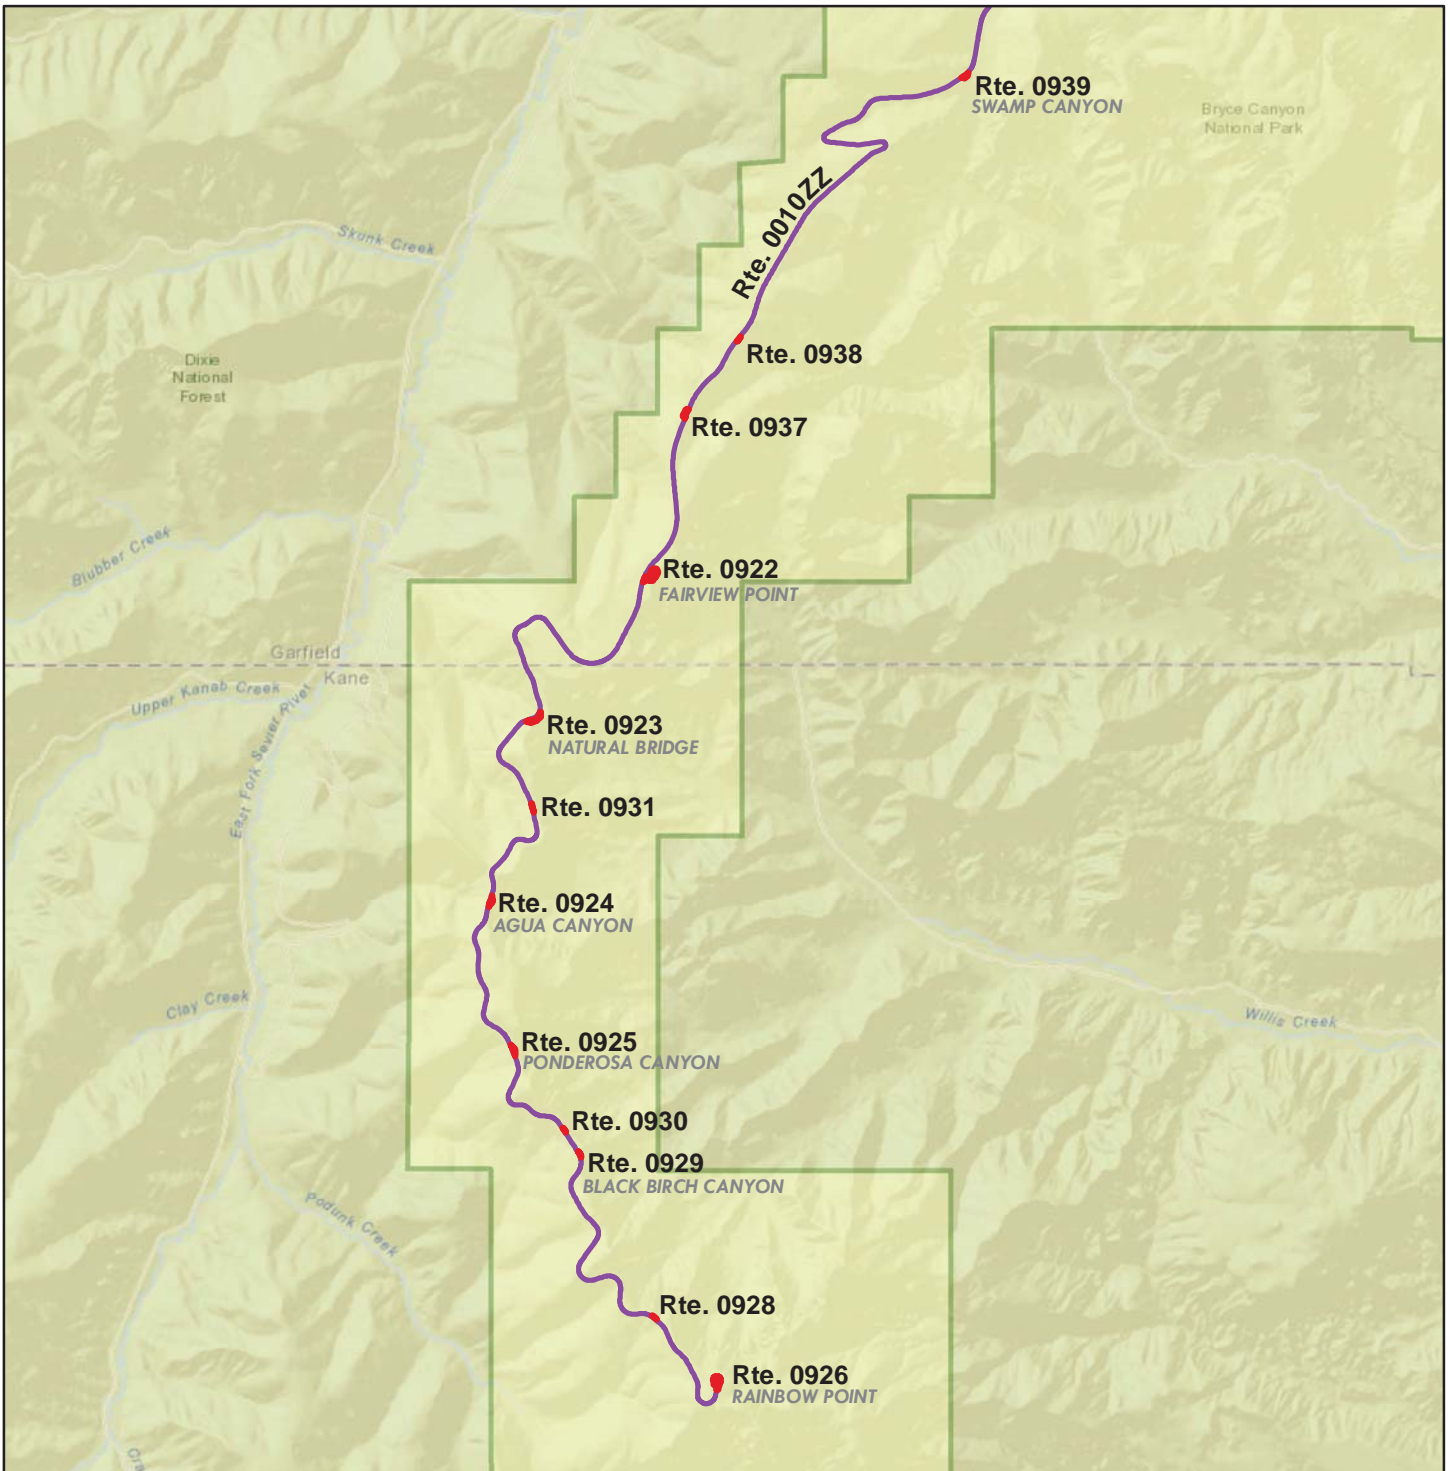 Rte. 0939
SWAMP CANYON
Bryce Canyon
National Park
Rte. 0010ZZ
Skunk Creek
Rte. 0938
Dixie
National
Forest
Rte. 0937
Blubber Creek
Rte. 0922
FAIRVIEW POINT
Garfield
Kane
Upper Kanab Creek
East Fork Sevier River
Rte. 0923
NATURAL BRIDGE
Rte. 0931
Rte. 0924
AGUA CANYON
Clay Creek
Willis Creek
Rte. 0925
PONDEROSA CANYON
Rte. 0930
Rte. 0929
BLACK BIRCH CANYON
Podunk Creek
Rte. 0928
Rte. 0926
RAINBOW POINT